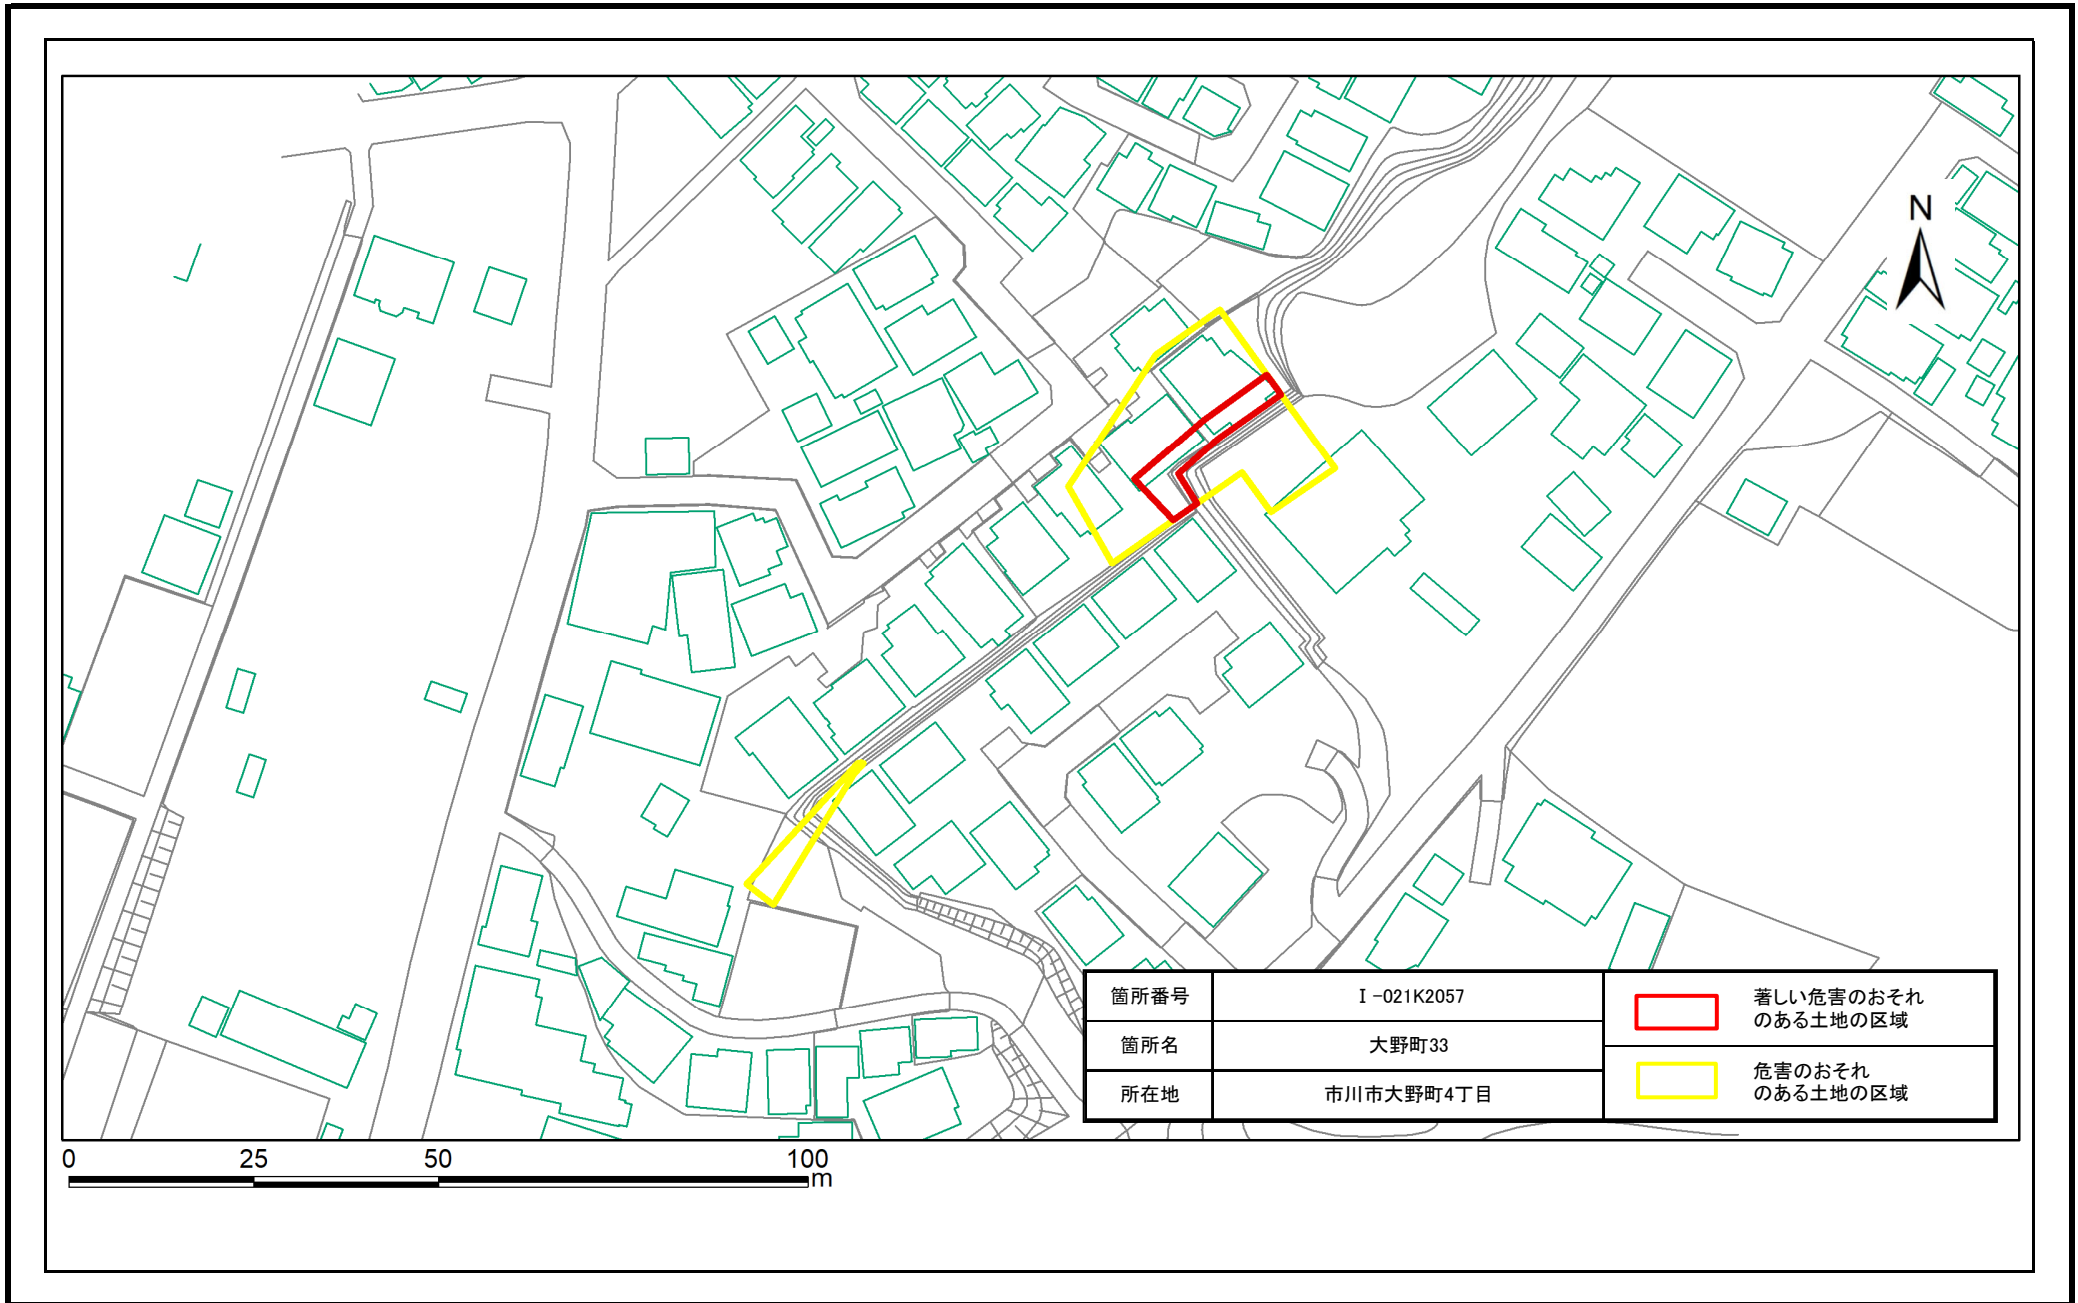 N
箇所番号 Ⅰ-021K2057
箇所名 大野町33
所在地 市川市大野町4丁目
著しい危害のおそれ
のある土地の区域
危害のおそれ
のある土地の区域
0 25 50 100
m